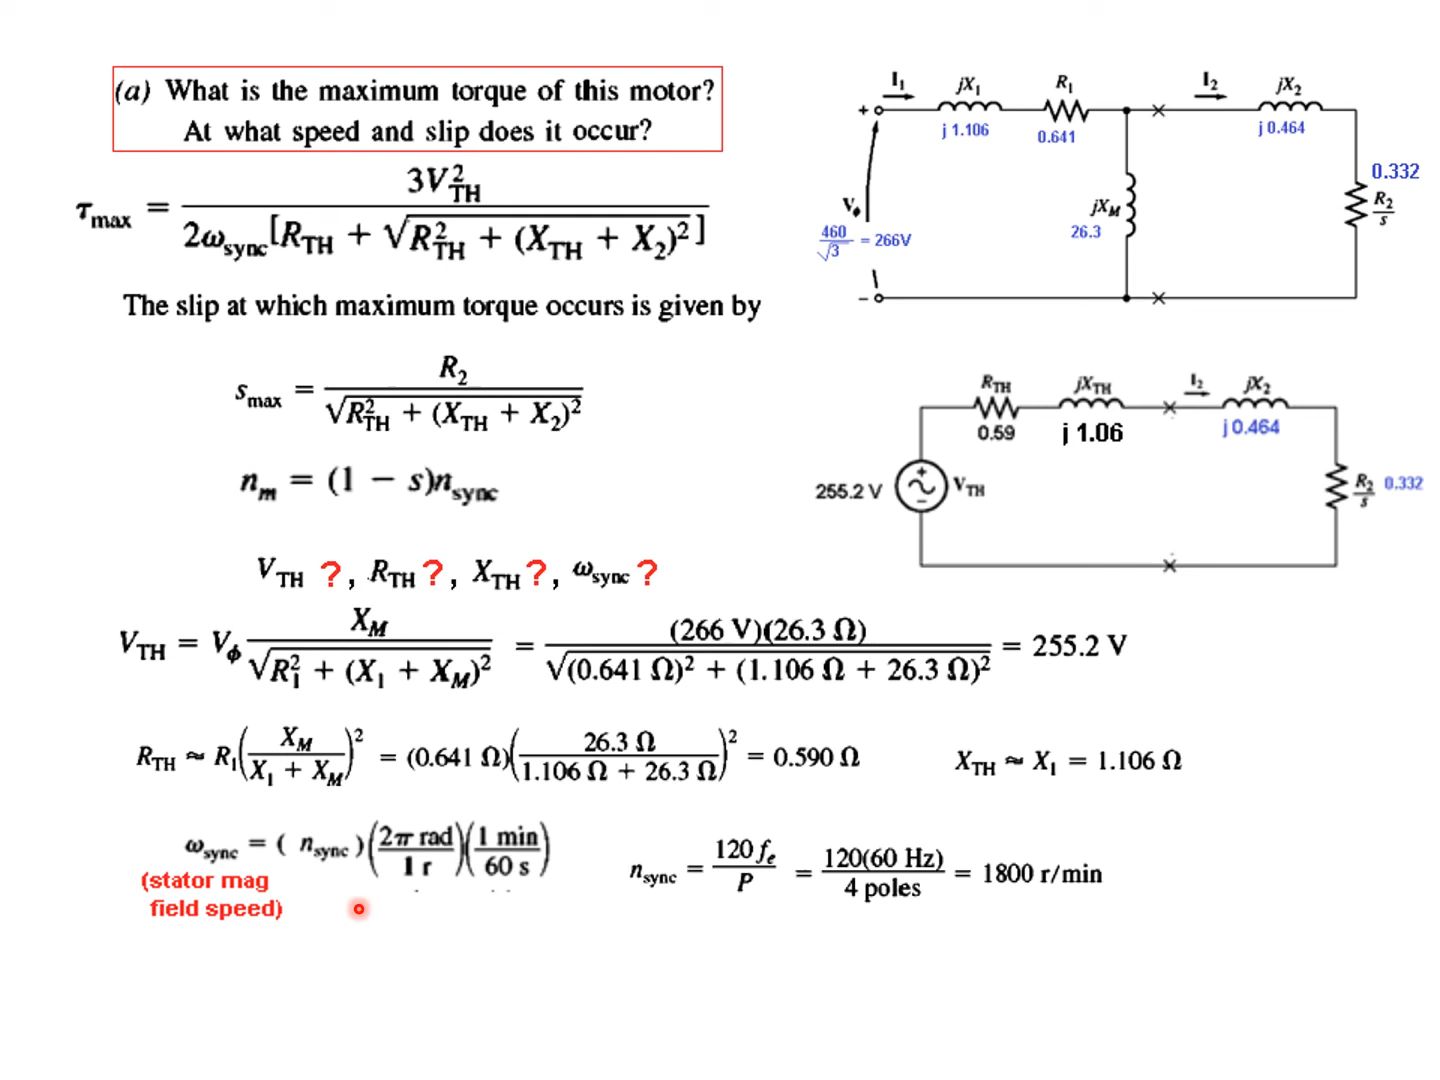 (a) What is the maximum torque of this motor?
At what speed and slip does it occur?
τmax = 3V²TH / 2ωsync[RTH + √R²TH + (XTH + X2)²]
The slip at which maximum torque occurs is given by
smax = R2 / √R²TH + (XTH + X2)²
nm = (1 − s)nsync
VTH ?, RTH ?, XTH ?, ωsync ?
VTH = Vϕ XM / √R1² + (X1 + XM)² = (266 V)(26.3 Ω) / √(0.641 Ω)² + (1.106 Ω + 26.3 Ω)² = 255.2 V
RTH ≈ R1(XM / X1 + XM)² = (0.641 Ω)(26.3 Ω / 1.106 Ω + 26.3 Ω)² = 0.590 Ω
XTH ≈ X1 = 1.106 Ω
ωsync = ( nsync )(2π rad / 1 r)(1 min / 60 s)
(stator mag
field speed)
nsync = 120fe / P = 120(60 Hz) / 4 poles = 1800 r/min
I1 jX1 R1 I2 jX2
+ j 1.106 0.641 j 0.464
0.332
R2/s
Vϕ jXM
460/√3 = 266V 26.3
−
RTH jXTH I2 jX2
0.59 j 1.06 j 0.464
255.2 V + − VTH R2/s 0.332